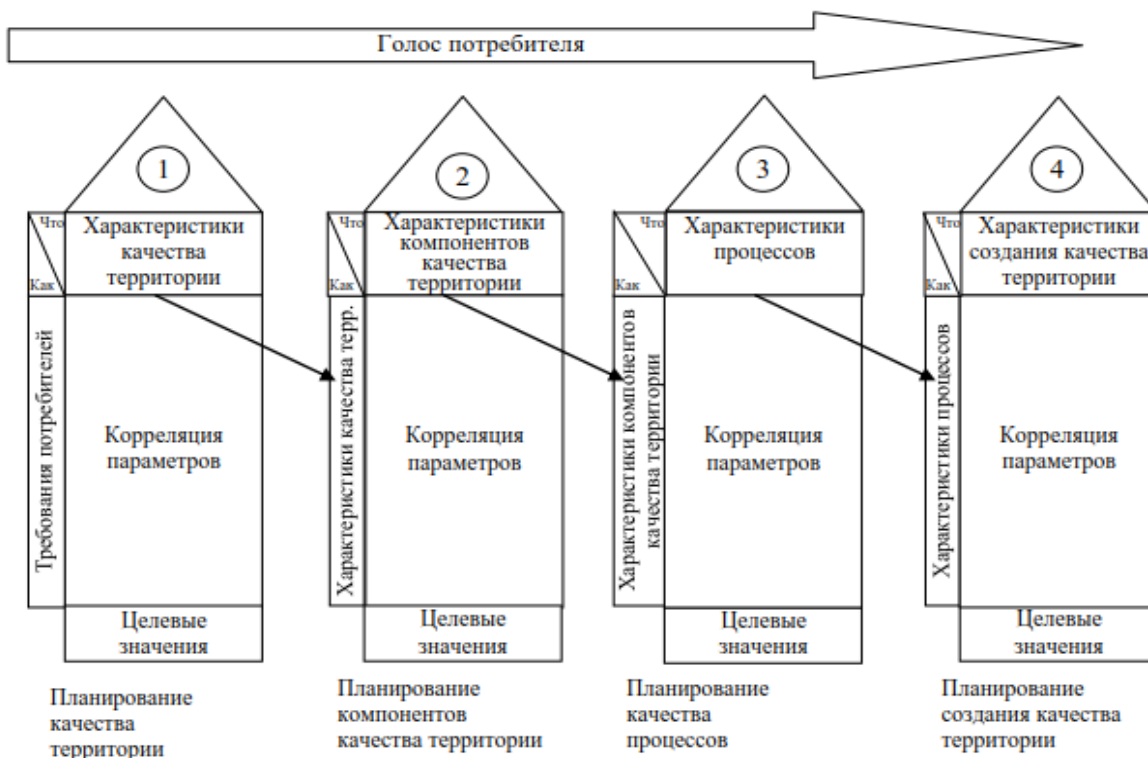 Голос потребителя
1
Что
Как
Характеристики
качества
территории
Требования потребителей
Корреляция
параметров
Целевые
значения
Планирование
качества
территории
2
Что
Как
Характеристики
компонентов
качества
территории
Характеристики качества терр.
Корреляция
параметров
Целевые
значения
Планирование
компонентов
качества территории
3
Что
Как
Характеристики
процессов
Характеристики компонентов
качества территории
Корреляция
параметров
Целевые
значения
Планирование
качества
процессов
4
Что
Как
Характеристики
создания качества
территории
Характеристики процессов
Корреляция
параметров
Целевые
значения
Планирование
создания качества
территории